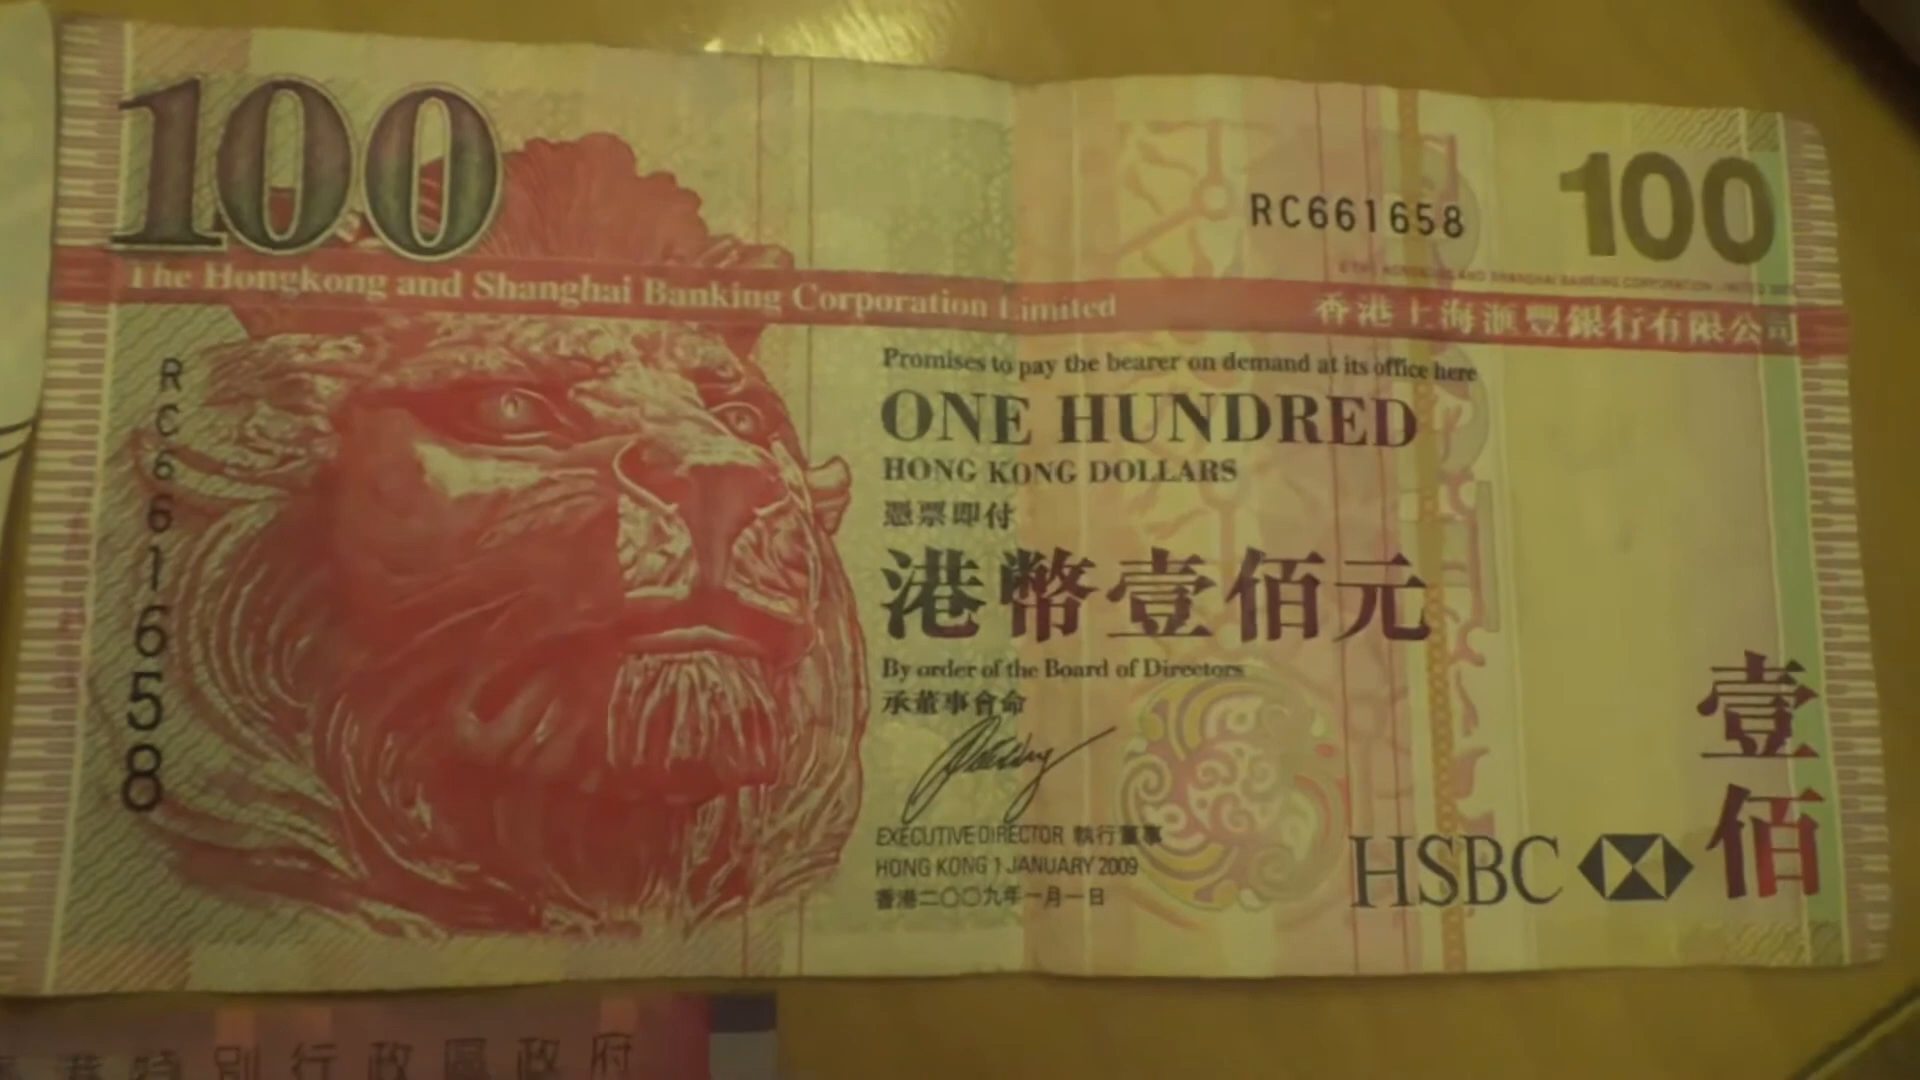 100
RC661658
100
The Hongkong and Shanghai Banking Corporation Limited
香港上海滙豐銀行有限公司
RC661658
Promises to pay the bearer on demand at its office here
ONE HUNDRED
HONG KONG DOLLARS
憑票即付
港幣壹佰元
By order of the Board of Directors
承董事會命
EXECUTIVE DIRECTOR 執行董事
HONG KONG 1 JANUARY 2009
香港二〇〇九年一月一日
HSBC
壹佰
港特別行政區政府